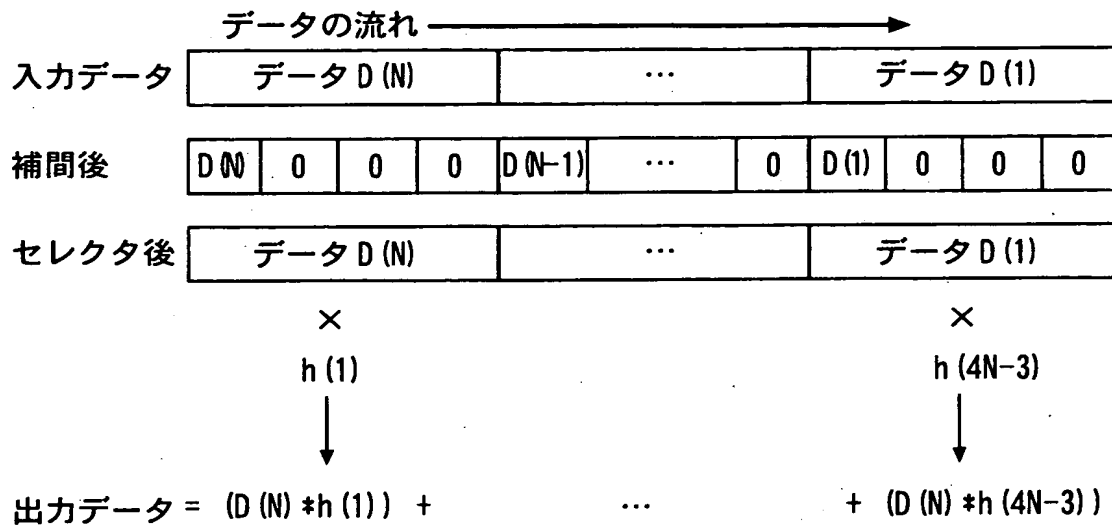 データの流れ
入力データ データD(N) … データD(1)
補間後 D(N) 0 0 0 D(N-1) … 0 D(1) 0 0 0
セレクタ後 データD(N) … データD(1)
× ×
h(1) h(4N-3)
出力データ = (D(N)*h(1)) + … + (D(N)*h(4N-3))